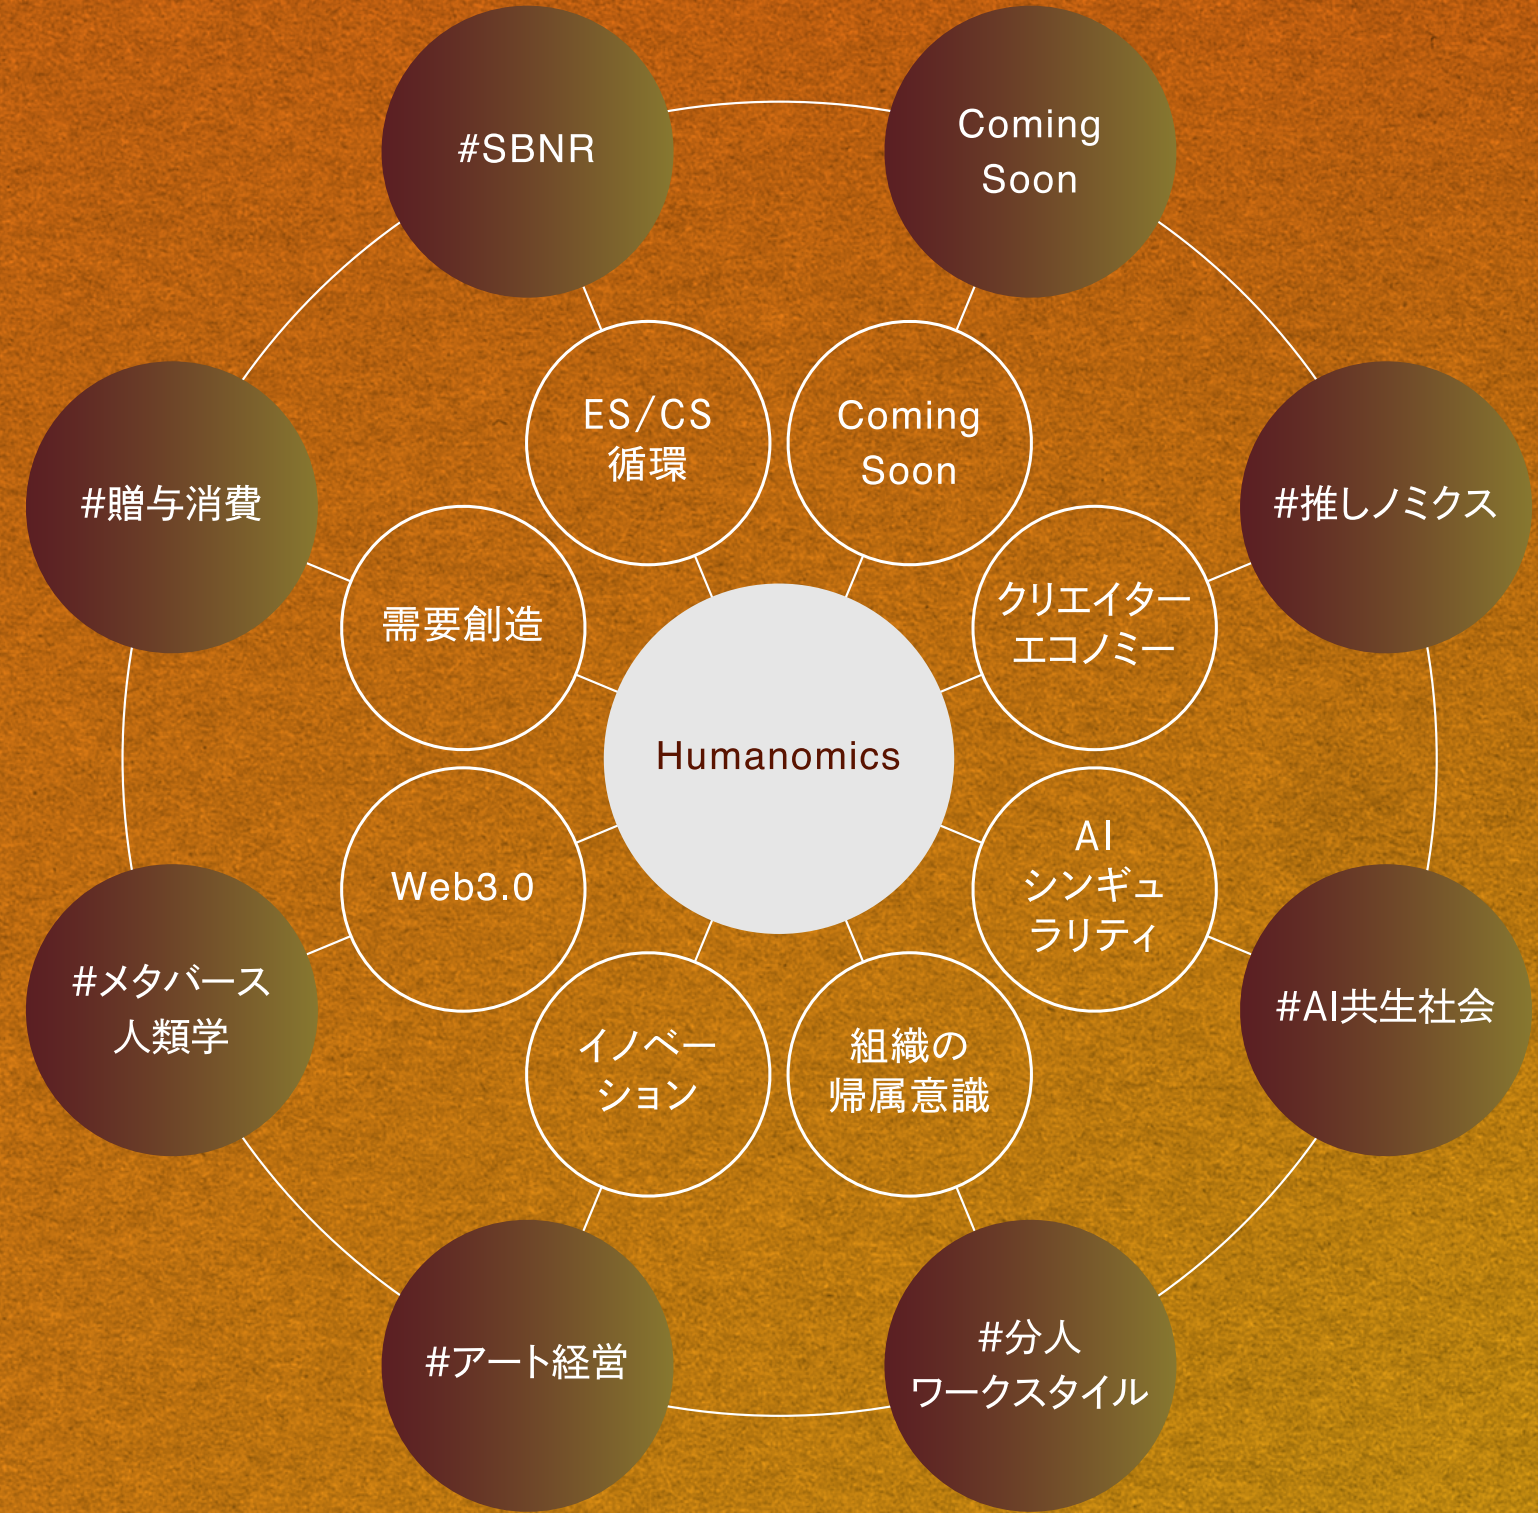 #SBNR
Coming
Soon
ES/CS
循環
Coming
Soon
#贈与消費
#推しノミクス
需要創造
クリエイター
エコノミー
Humanomics
Web3.0
AI
シンギュ
ラリティ
#メタバース
人類学
#AI共生社会
イノベー
ション
組織の
帰属意識
#アート経営
#分人
ワークスタイル